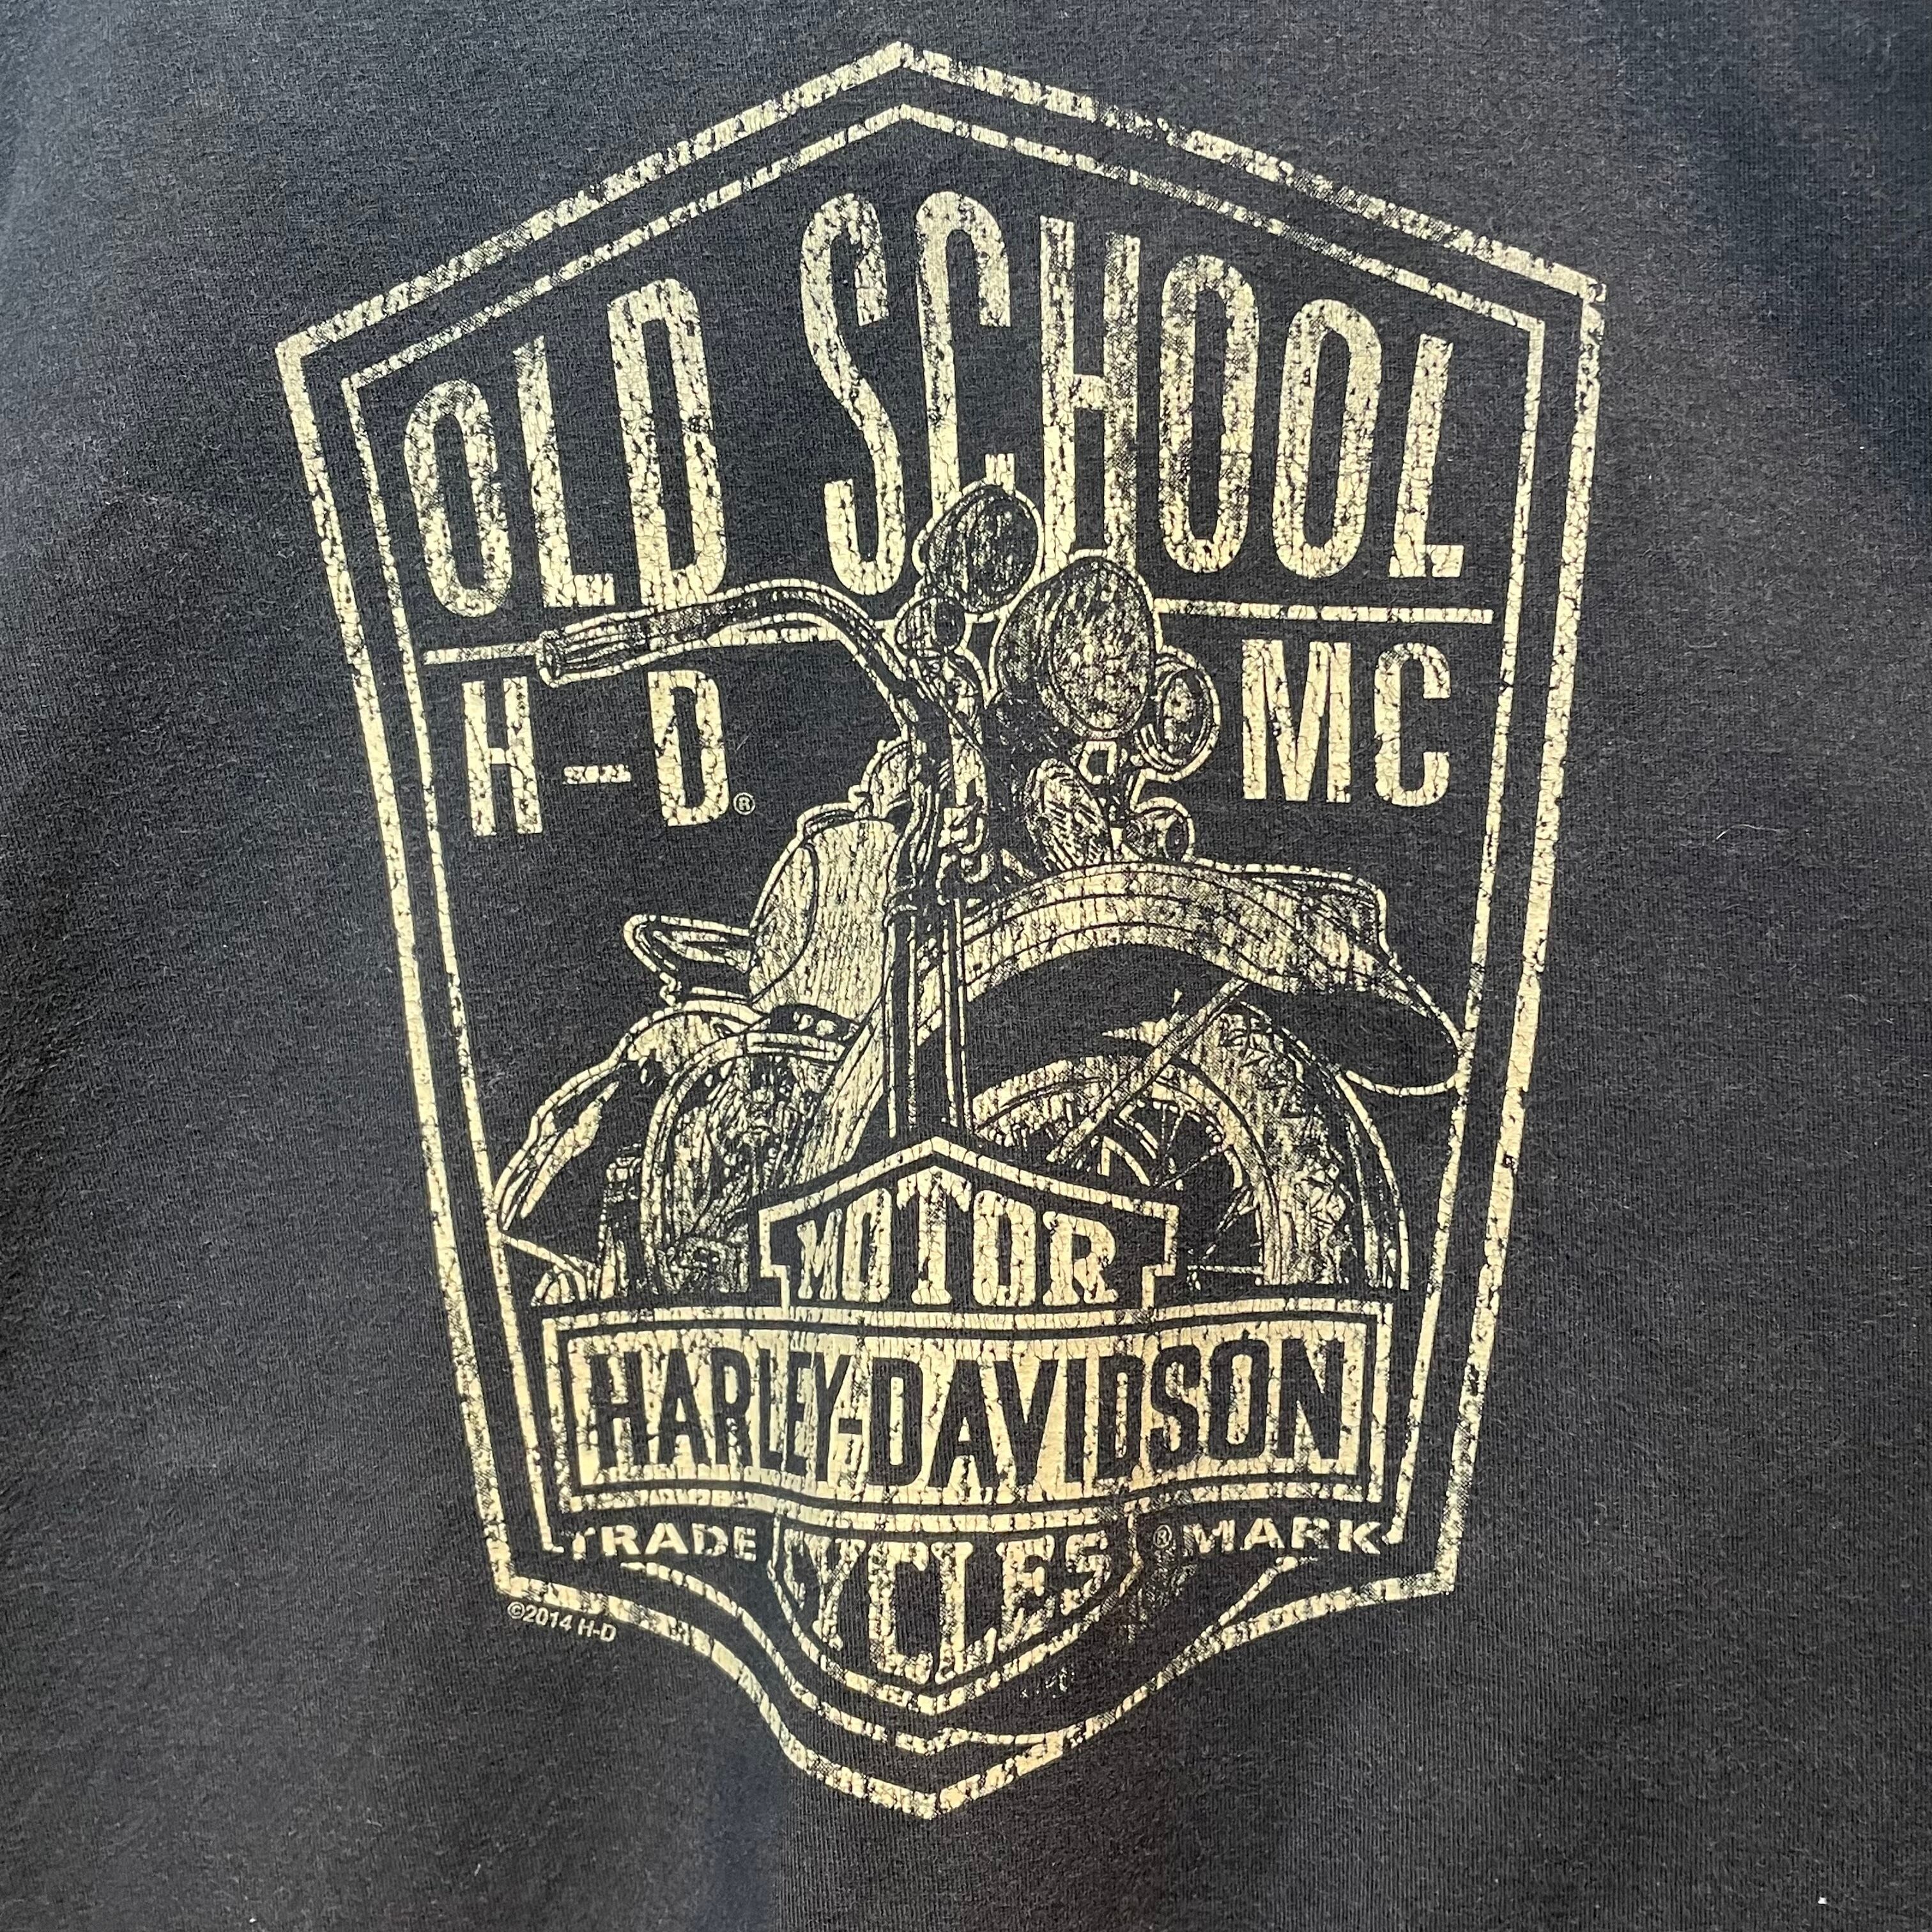 OLD SCHOOL
H-D® MC
MOTOR
HARLEY-DAVIDSON
TRADE CYCLES ® MARK
©2014 H-D